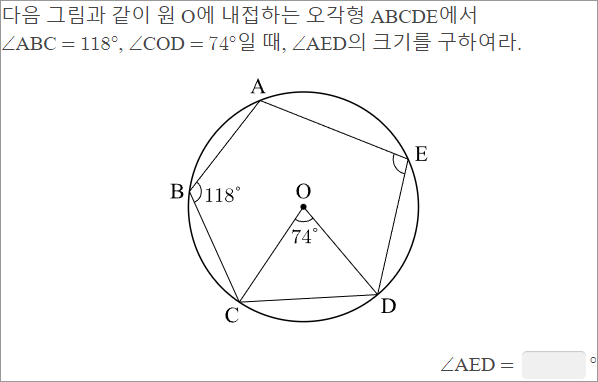 다음 그림과 같이 원 O에 내접하는 오각형 ABCDE에서
∠ABC = 118°, ∠COD = 74°일 때, ∠AED의 크기를 구하여라.
A
E
B
118°
O
74°
C
D
∠AED = °